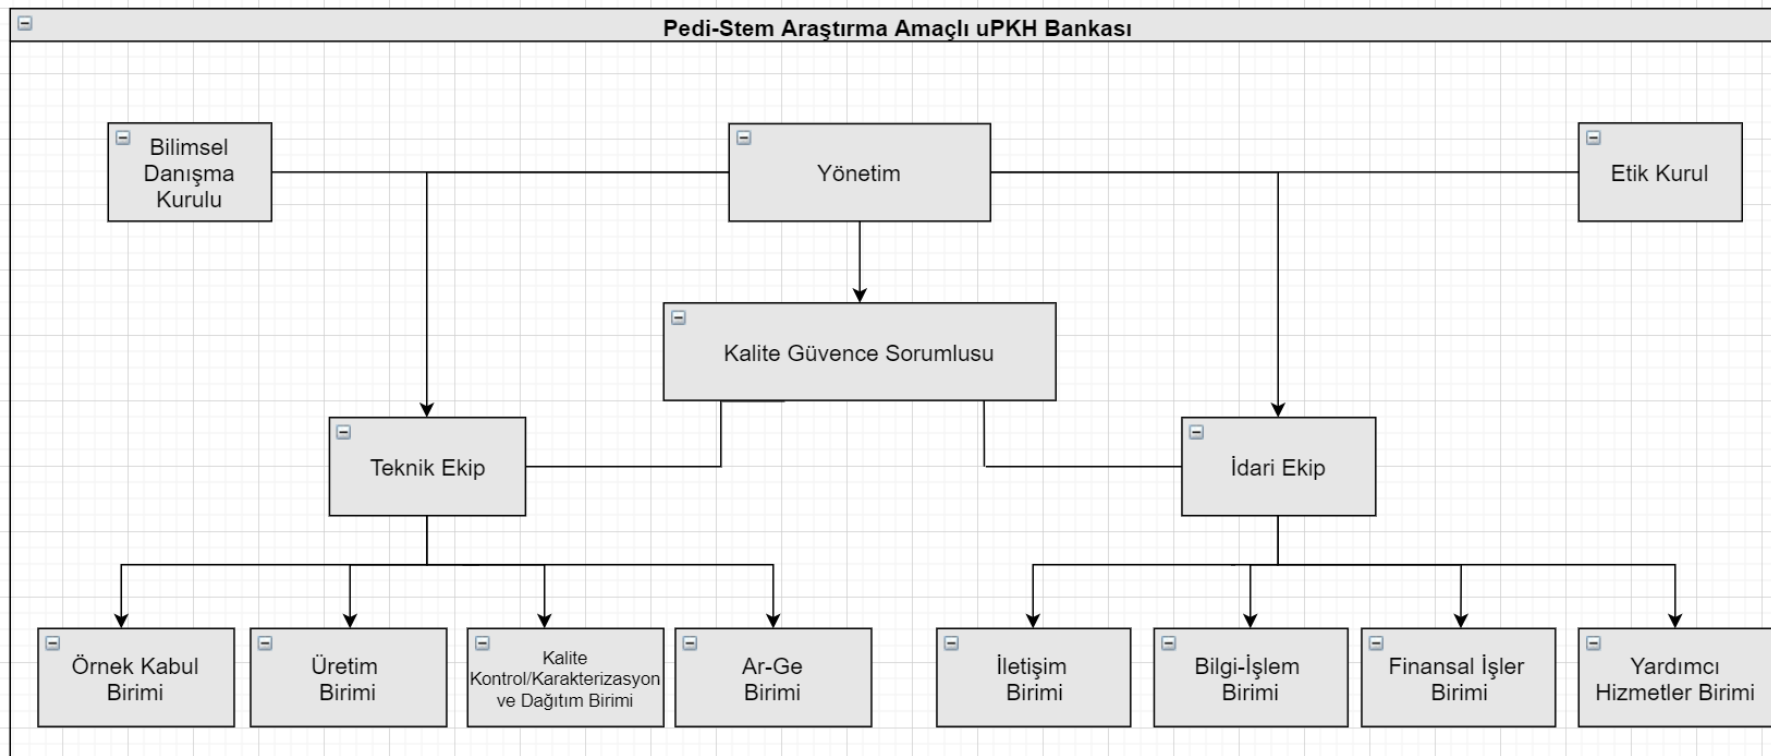 Pedi-Stem Araştırma Amaçlı uPKH Bankası
Bilimsel
Danışma
Kurulu
Yönetim
Etik Kurul
Kalite Güvence Sorumlusu
Teknik Ekip
İdari Ekip
Örnek Kabul
Birimi
Üretim
Birimi
Kalite
Kontrol/Karakterizasyon
ve Dağıtım Birimi
Ar-Ge
Birimi
İletişim
Birimi
Bilgi-İşlem
Birimi
Finansal İşler
Birimi
Yardımcı
Hizmetler Birimi